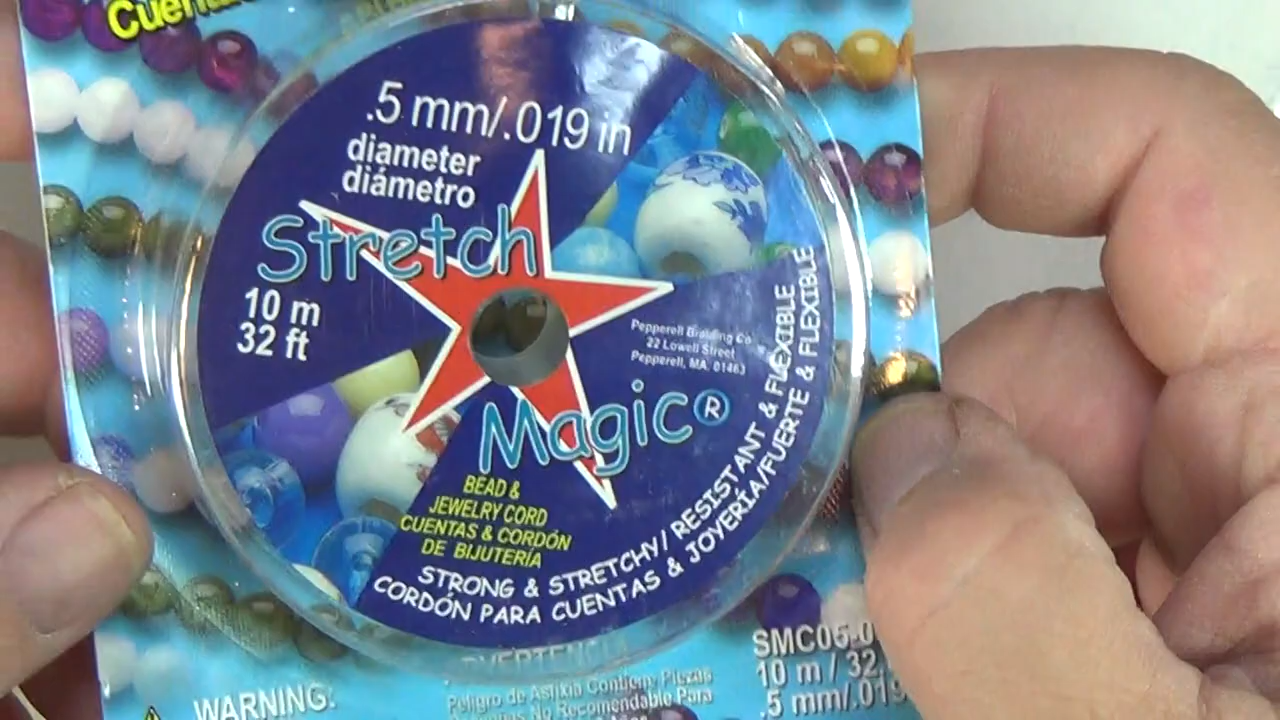 .5 mm/.019 in
diameter
diámetro
Stretch
10 m
32 ft
Pepperell Braiding Co
22 Lowell Street
Pepperell, MA. 01463
Magic®
BEAD &
JEWELRY CORD
CUENTAS & CORDÓN
DE BIJUTERÍA
STRONG & STRETCHY/ RESISTANT & FLEXIBLE
CORDÓN PARA CUENTAS & JOYERÍA/FUERTE & FLEXIBLE
SMC05-0
10 m / 32
.5 mm/.019
WARNING:
Peligro de Asfixia Contiene Piezas
No Recomendable Para